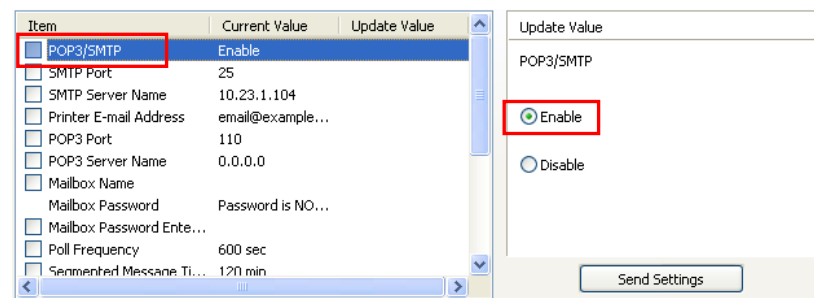 Item Current Value Update Value
POP3/SMTP Enable
SMTP Port 25
SMTP Server Name 10.23.1.104
Printer E-mail Address email@example...
POP3 Port 110
POP3 Server Name 0.0.0.0
Mailbox Name
Mailbox Password Password is NO...
Mailbox Password Ente...
Poll Frequency 600 sec
Segmented Message Ti... 120 min
Update Value
POP3/SMTP
Enable
Disable
Send Settings